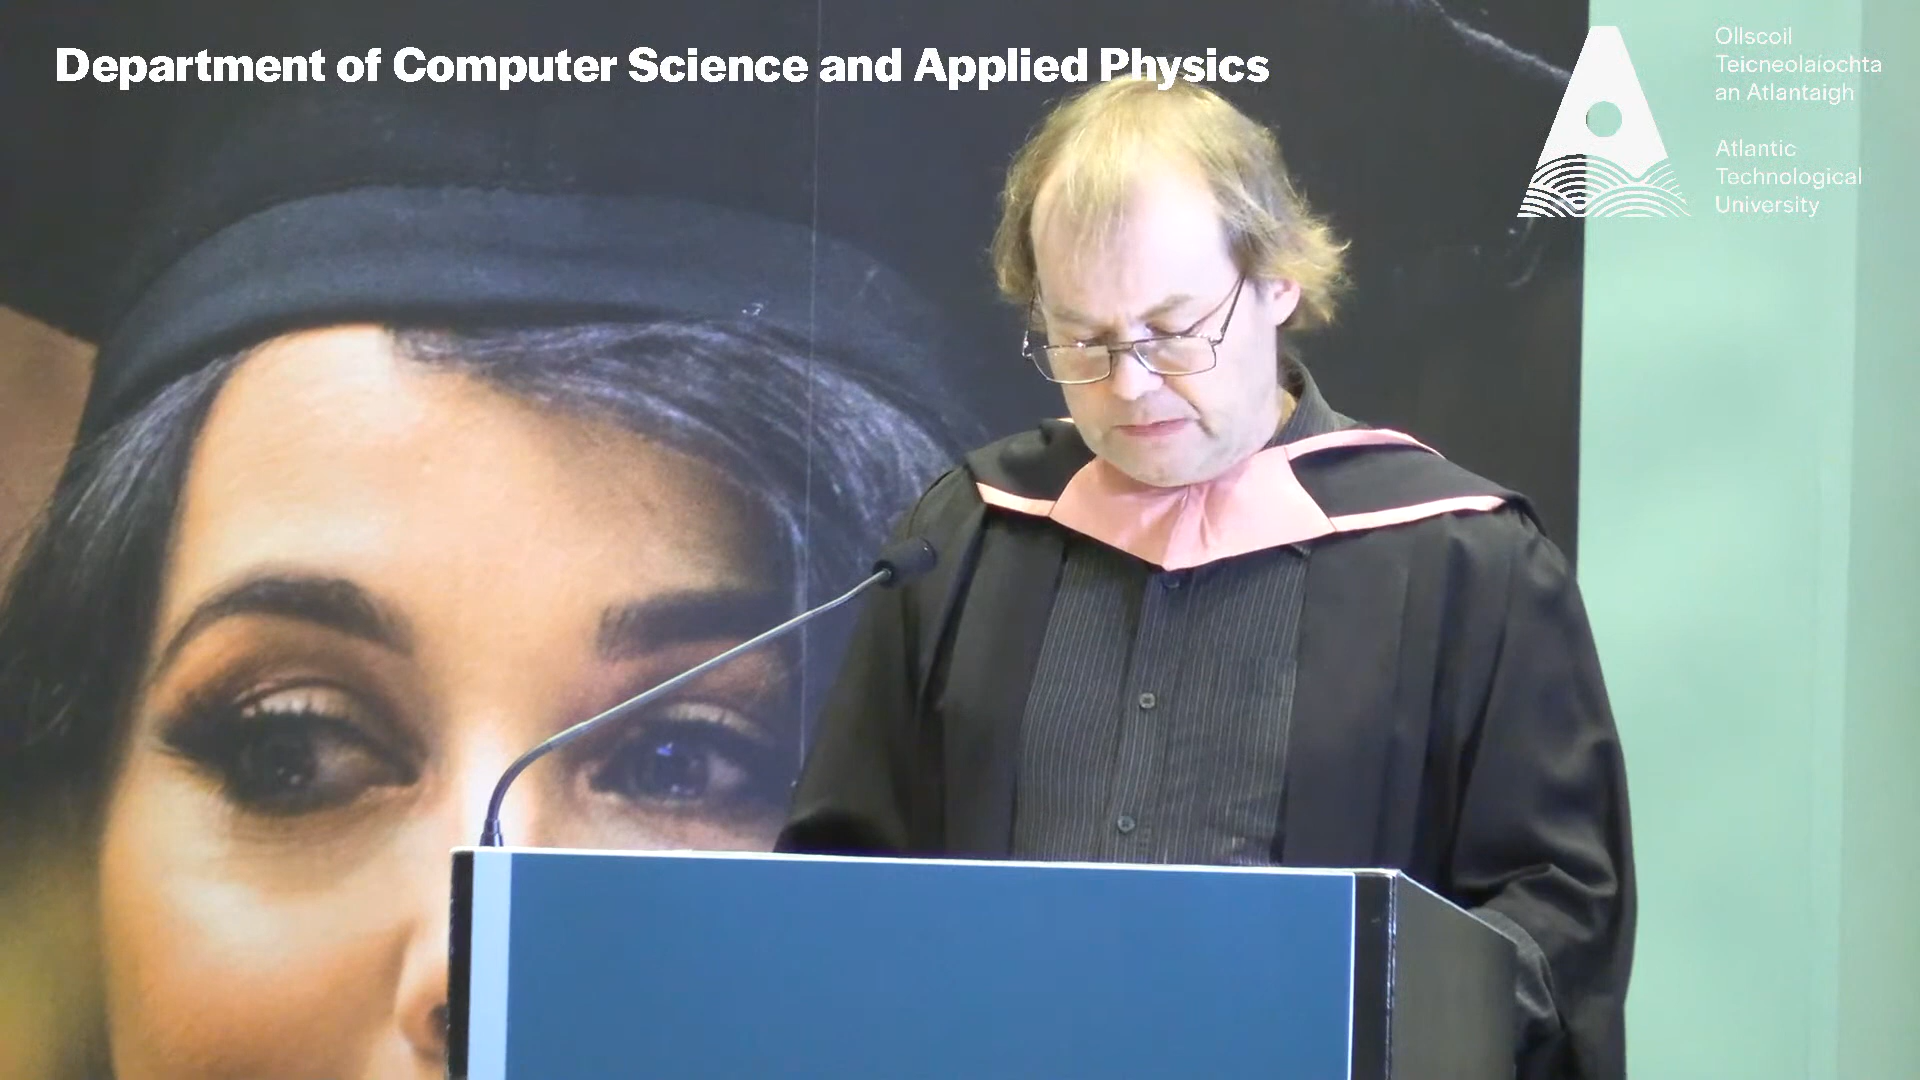 Department of Computer Science and Applied Physics
Ollscoil
Teicneolaíochta
an Atlantaigh
Atlantic
Technological
University